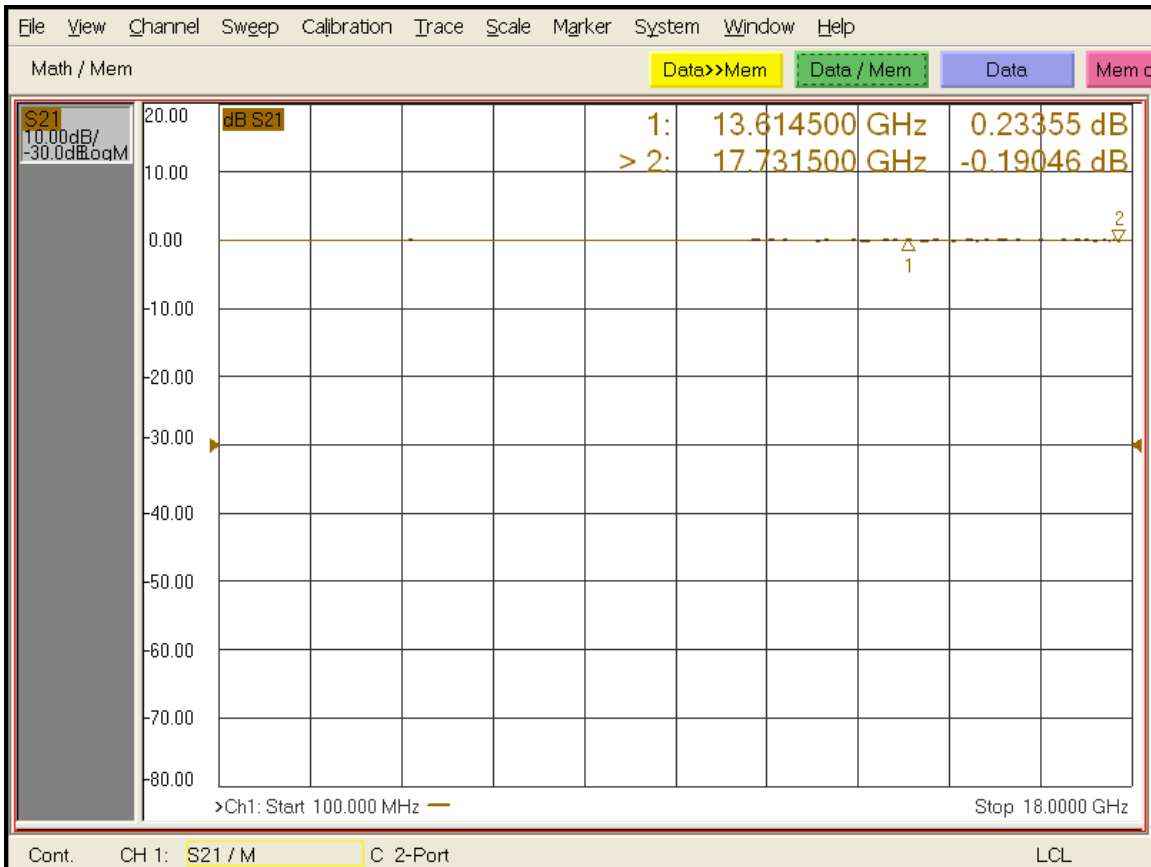 File View Channel Sweep Calibration Trace Scale Marker System Window Help
Math / Mem Data>>Mem Data / Mem Data Mem
S21
10.00dB/
-30.0dB LogM
dB S21
1: 13.614500 GHz 0.23355 dB
> 2: 17.731500 GHz -0.19046 dB
20.00
10.00
0.00
-10.00
-20.00
-30.00
-40.00
-50.00
-60.00
-70.00
-80.00
2
1
>Ch1: Start 100.000 MHz
Stop 18.0000 GHz
Cont. CH 1: S21 / M C 2-Port LCL